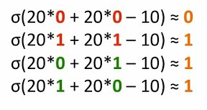 σ(20*0 + 20*0 – 10) ≈ 0
σ(20*1 + 20*1 – 10) ≈ 1
σ(20*0 + 20*1 – 10) ≈ 1
σ(20*1 + 20*0 – 10) ≈ 1